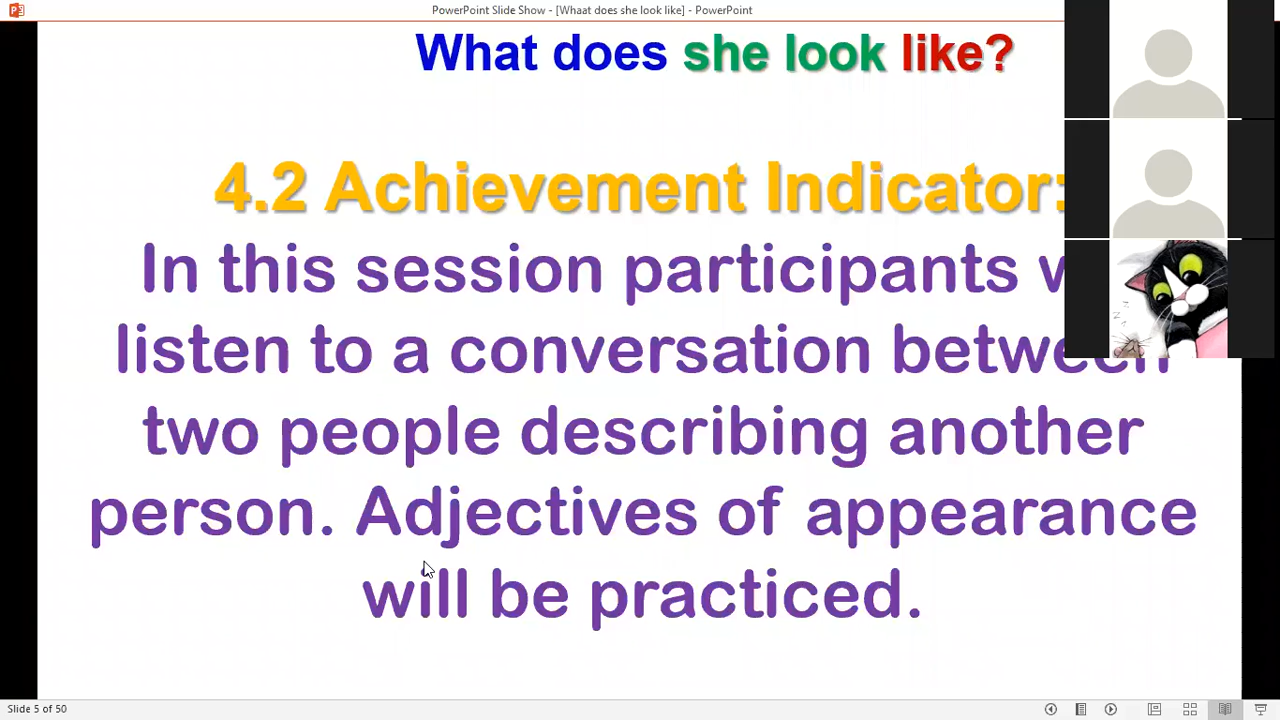 PowerPoint Slide Show - [Whaat does she look like] - PowerPoint
What does she look like?
4.2 Achievement Indicator:
In this session participants
listen to a conversation between
two people describing another
person. Adjectives of appearance
will be practiced.
Slide 5 of 50